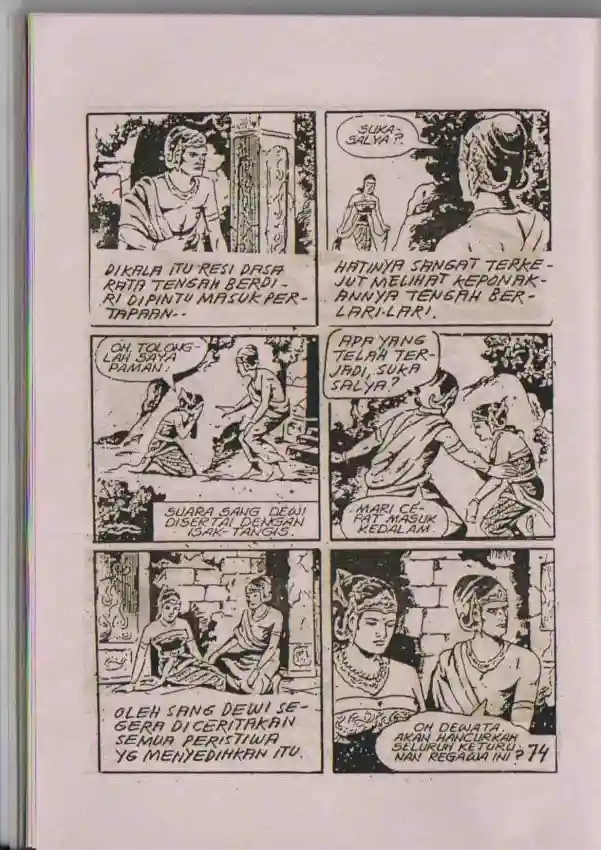 DIKALA ITU RESI DASA
RATA TENGAH BERDI-
RI DIPINTU MASUK PER-
TAPAAN..
SUKA-
SALYA?
HATINYA SANGAT TERKE-
JUT MELIHAT KEPONAK-
ANNYA TENGAH BER-
LARI-LARI.
OH, TOLONG-
LAH SAYA
PAMAN.
SUARA SANG DEWI
DISERTAI DENGAN
ISAK-TANGIS.
APA YANG
TELAH TER-
JADI, SUKA
SALYA?
MARI CE-
PAT MASUK
KEDALAM.
OLEH SANG DEWI SE-
GERA DICERITAKAN
SEMUA PERISTIWA
YG MENYEDIHKAN ITU.
OH DEWATA.
AKAN HANCURKAH
SELURUH KETURU
NAN REGAWA INI?
74